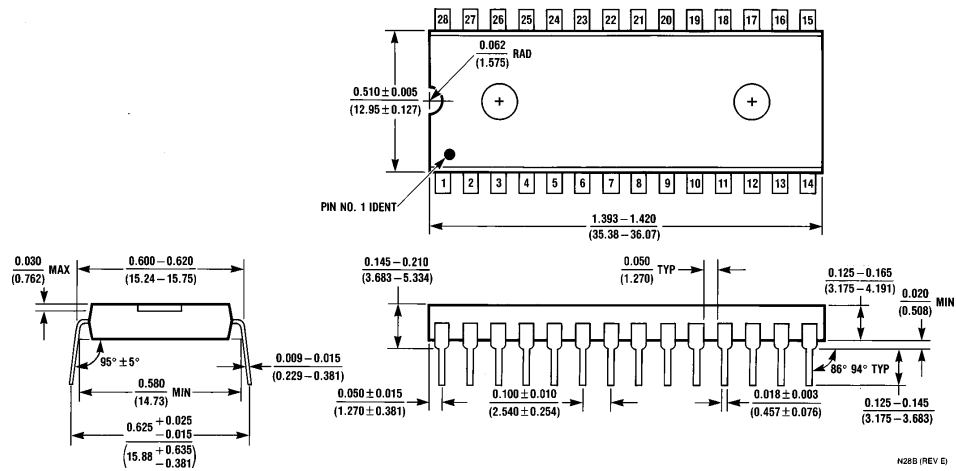 28 27 26 25 24 23 22 21 20 19 18 17 16 15
0.062
(1.575)
RAD
0.510 ± 0.005
(12.95 ± 0.127)
PIN NO. 1 IDENT
1 2 3 4 5 6 7 8 9 10 11 12 13 14
1.393 – 1.420
(35.38 – 36.07)
0.030
(0.762)
MAX
0.600 – 0.620
(15.24 – 15.75)
95° ± 5°
0.580
(14.73)
MIN
0.009 – 0.015
(0.229 – 0.381)
0.625 + 0.025
– 0.015
(15.88 + 0.635
– 0.381)
0.145 – 0.210
(3.683 – 5.334)
0.050
(1.270)
TYP
0.125 – 0.165
(3.175 – 4.191)
0.020
(0.508)
MIN
0.050 ± 0.015
(1.270 ± 0.381)
0.100 ± 0.010
(2.540 ± 0.254)
0.018 ± 0.003
(0.457 ± 0.076)
86° 94° TYP
0.125 – 0.145
(3.175 – 3.683)
N28B (REV E)